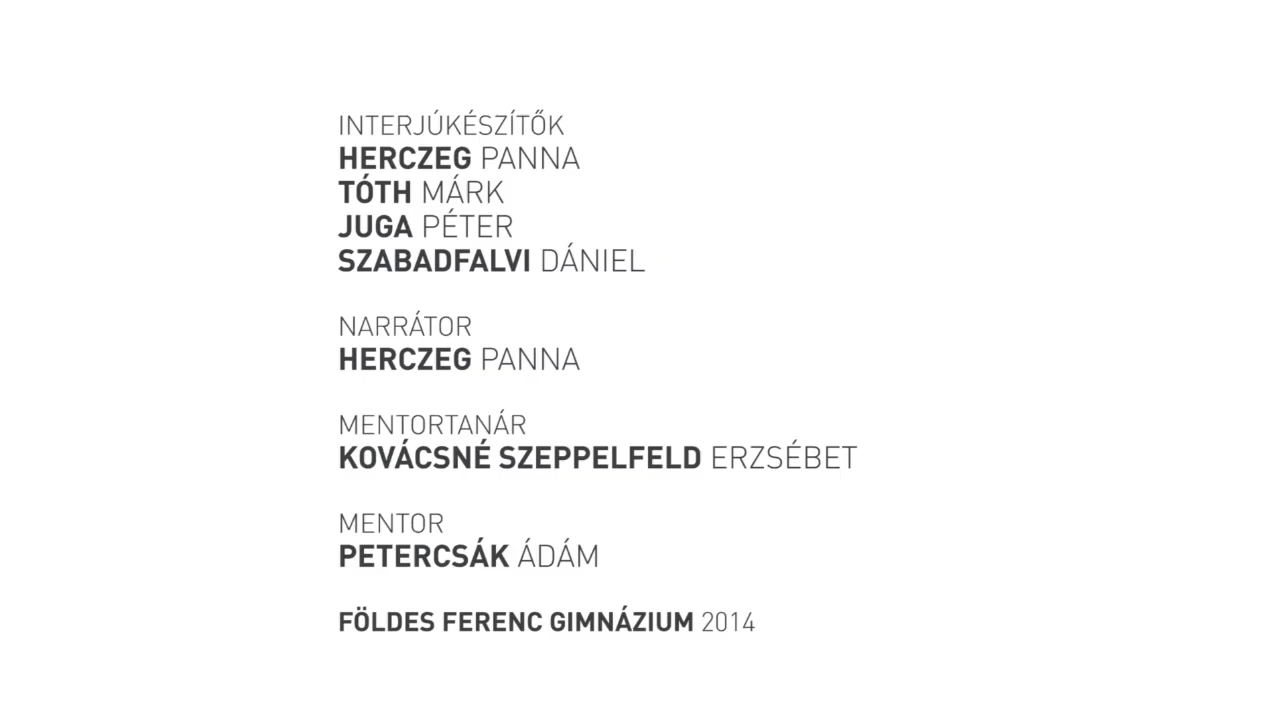 INTERJÚKÉSZÍTŐK
HERCZEG PANNA
TÓTH MÁRK
JUGA PÉTER
SZABADFALVI DÁNIEL
NARRÁTOR
HERCZEG PANNA
MENTORTANÁR
KOVÁCSNÉ SZEPPELFELD ERZSÉBET
MENTOR
PETERCSÁK ÁDÁM
FÖLDES FERENC GIMNÁZIUM 2014